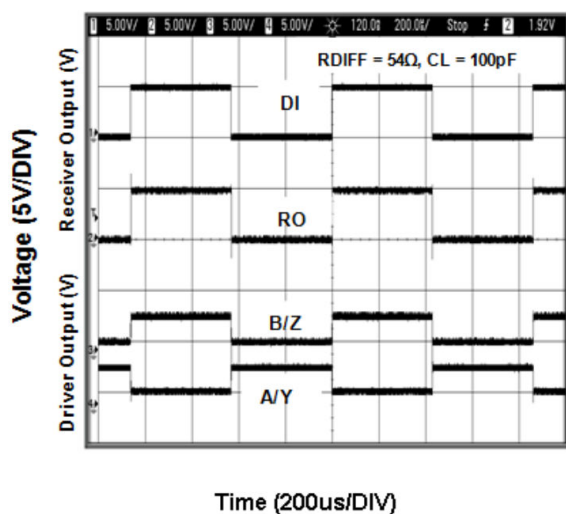 1 5.00V/ 2 5.00V/ 3 5.00V/ 4 5.00V/ 120.0s 200.0s/ Stop 2 1.92V
RDIFF = 54Ω, CL = 100pF
DI
RO
B/Z
A/Y
Voltage (5V/DIV)
Receiver Output (V)
Driver Output (V)
Time (200us/DIV)